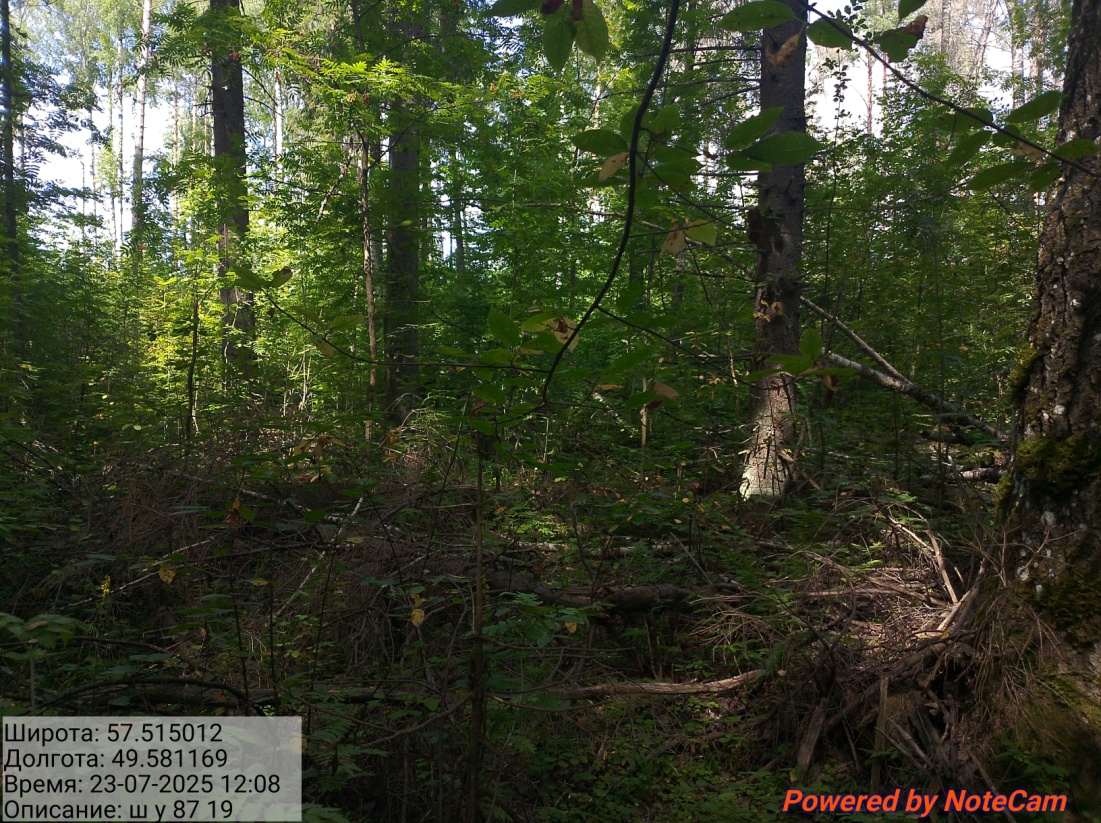 Широта: 57.515012
Долгота: 49.581169
Время: 23-07-2025 12:08
Описание: ш у 87 19
Powered by NoteCam